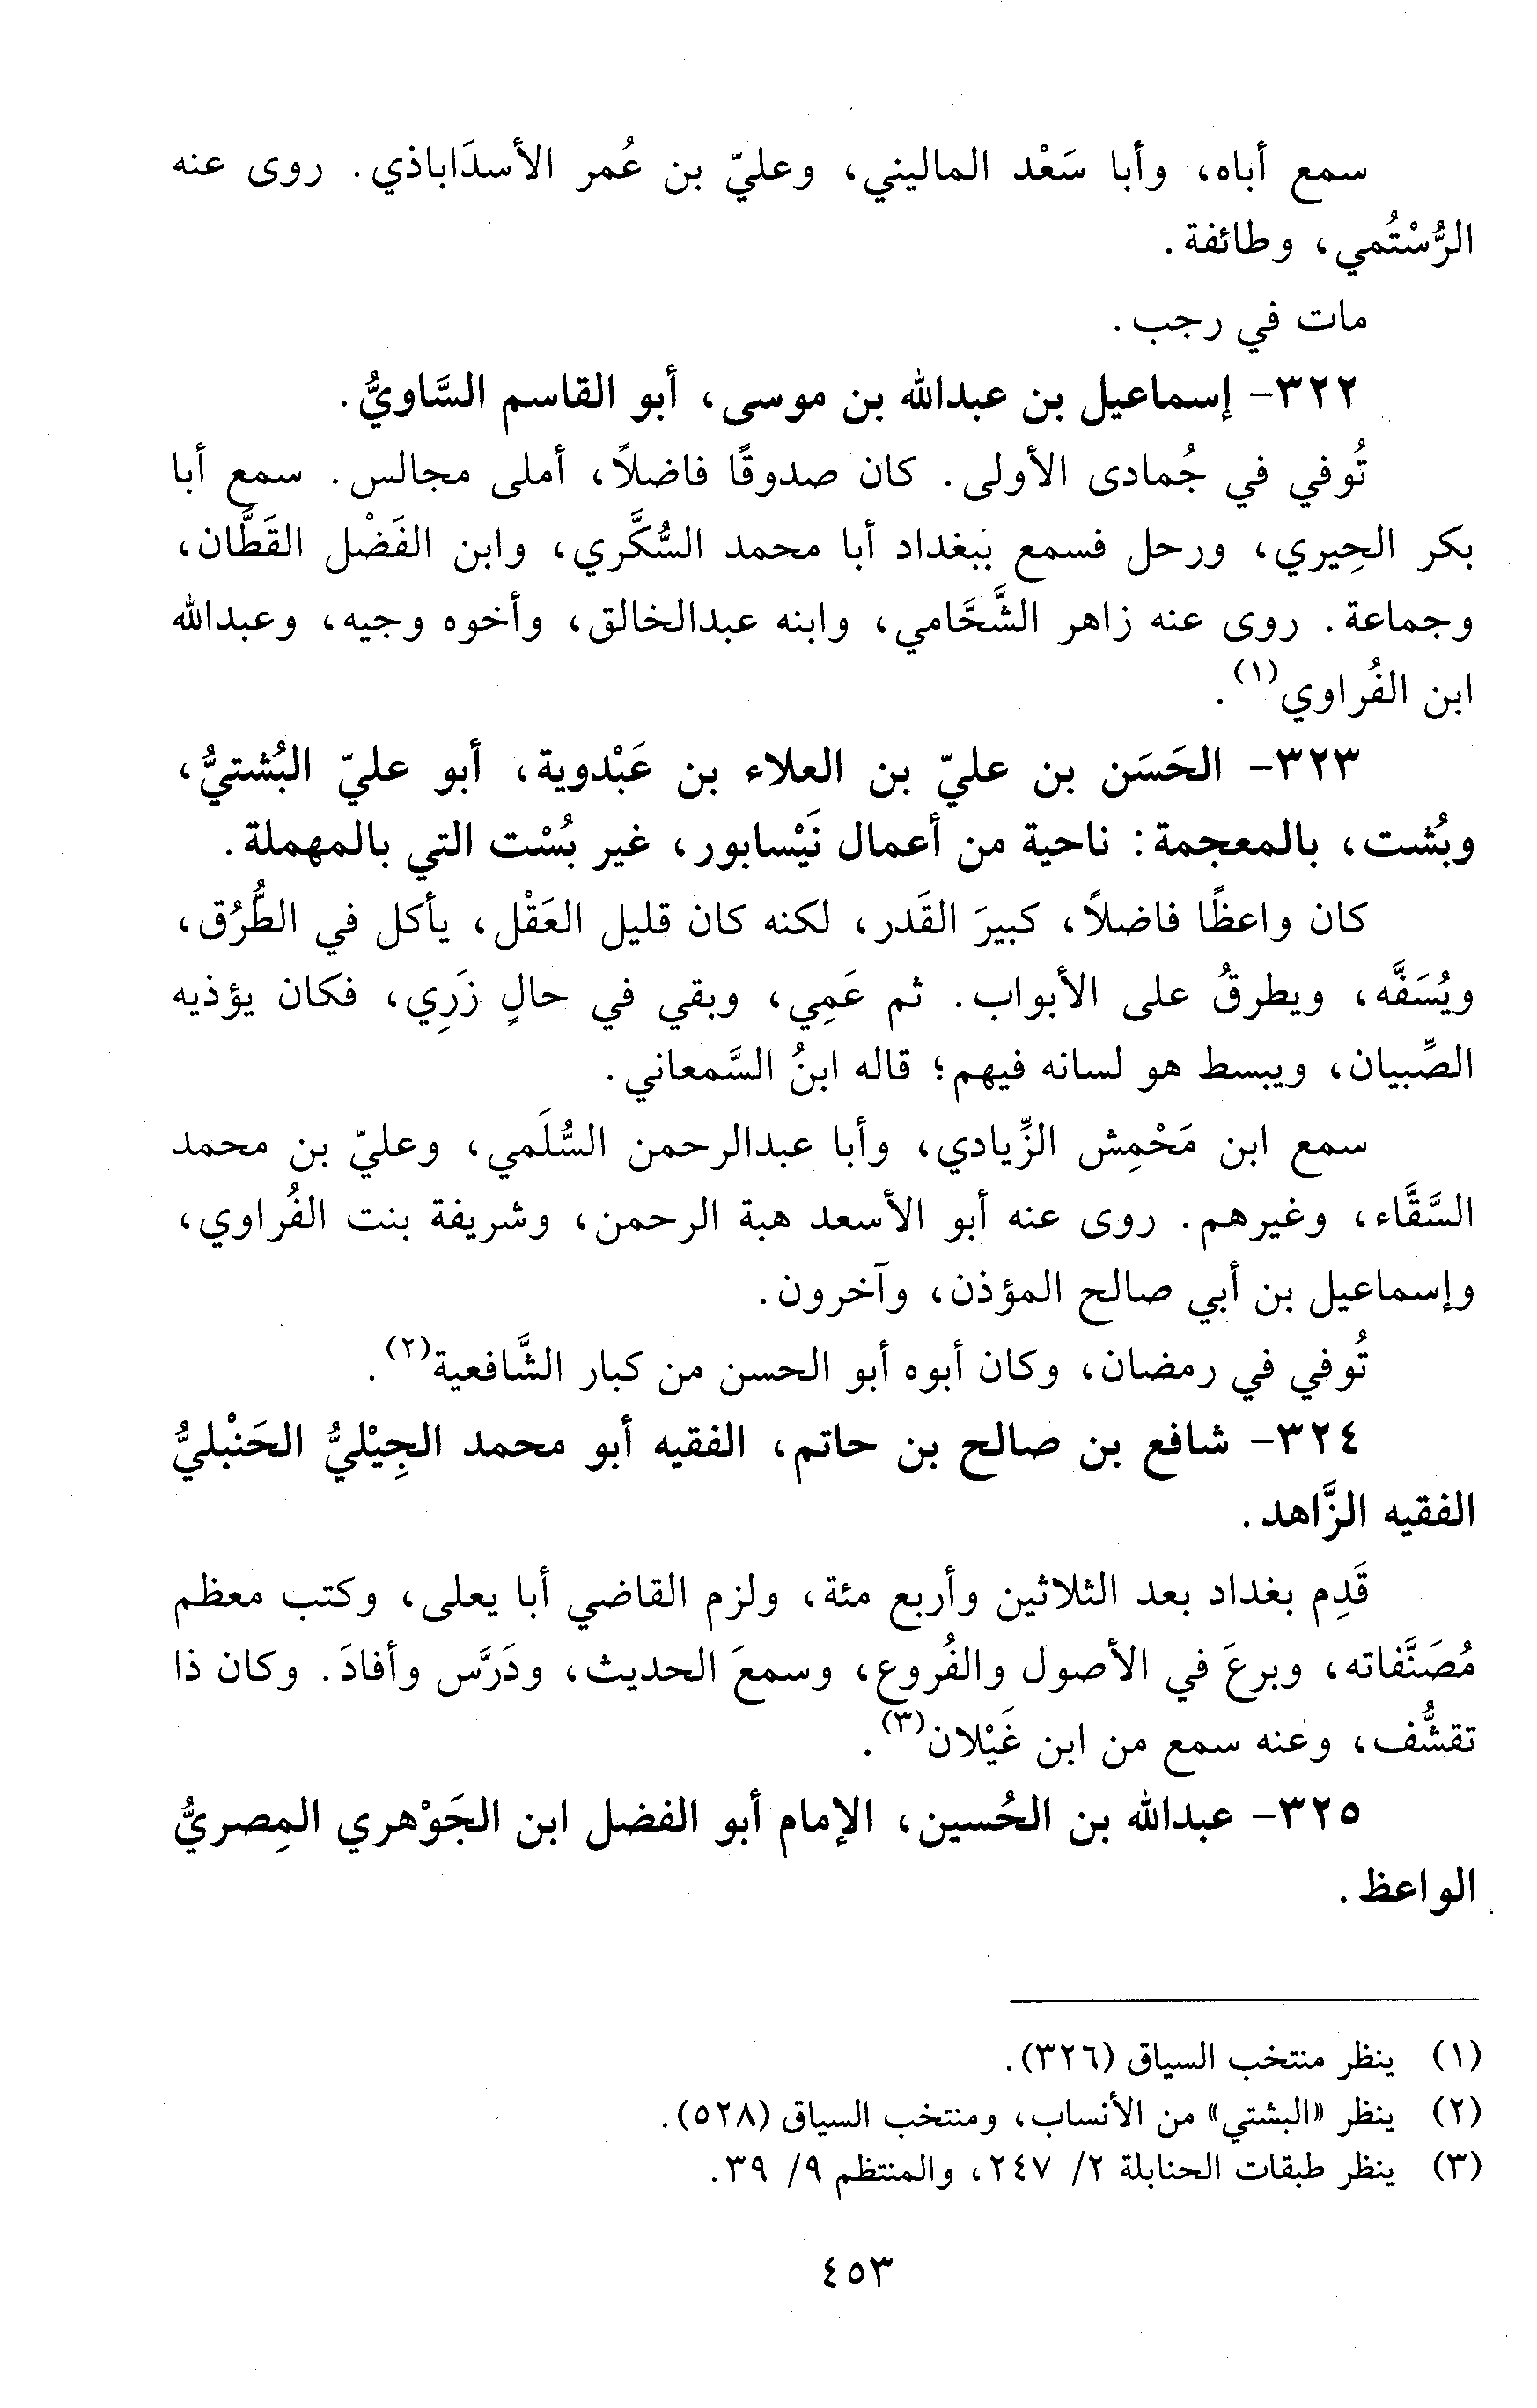 سمع أباه، وأبا سَعْد الماليني، وعليّ بن عُمر الأسدَاباذي. روى عنه
الرُّسْتُمي، وطائفة.
مات في رجب.
٣٢٢- إسماعيل بن عبدالله بن موسى، أبو القاسم السَّاويُّ.
تُوفي في جُمادى الأولى. كان صدوقًا فاضلاً، أملى مجالس. سمع أبا
بكر الحِيري، ورحل فسمع ببغداد أبا محمد السُّكَّري، وابن الفَضْل القَطَّان،
وجماعة. روى عنه زاهر الشَّحَّامي، وابنه عبدالخالق، وأخوه وجيه، وعبدالله
ابن الفُراوي(١).
٣٢٣- الحَسَن بن عليّ بن العلاء بن عَبْدوية، أبو عليّ البُشتيُّ،
وبُشت، بالمعجمة: ناحية من أعمال نَيْسابور، غير بُسْت التي بالمهملة.
كان واعظًا فاضلاً، كبيرَ القَدر، لكنه كان قليل العَقْل، يأكل في الطُّرُق،
ويُسَفَّه، ويطرقُ على الأبواب. ثم عَمِي، وبقي في حالٍ زَرِي، فكان يؤذيه
الصِّبيان، ويبسط هو لسانه فيهم؛ قاله ابنُ السَّمعاني.
سمع ابن مَحْمِش الزِّيادي، وأبا عبدالرحمن السُّلَمي، وعليّ بن محمد
السَّقَّاء، وغيرهم. روى عنه أبو الأسعد هبة الرحمن، وشريفة بنت الفُراوي،
وإسماعيل بن أبي صالح المؤذن، وآخرون.
تُوفي في رمضان، وكان أبوه أبو الحسن من كبار الشَّافعية(٢).
٣٢٤- شافع بن صالح بن حاتم، الفقيه أبو محمد الجِيْليُّ الحَنْبليُّ
الفقيه الزَّاهد.
قَدِم بغداد بعد الثلاثين وأربع مئة، ولزم القاضي أبا يعلى، وكتب معظم
مُصَنَّفاته، وبرعَ في الأصول والفُروع، وسمعَ الحديث، ودَرَّس وأفادَ. وكان ذا
تقشُّف، وعنه سمع من ابن غَيْلان(٣).
٣٢٥- عبدالله بن الحُسين، الإمام أبو الفضل ابن الجَوْهري المِصريُّ
الواعظ.
(١) ينظر منتخب السياق (٣٢٦).
(٢) ينظر «البشتي» من الأنساب، ومنتخب السياق (٥٢٨).
(٣) ينظر طبقات الحنابلة ٢/ ٢٤٧، والمنتظم ٩/ ٣٩.
٤٥٣